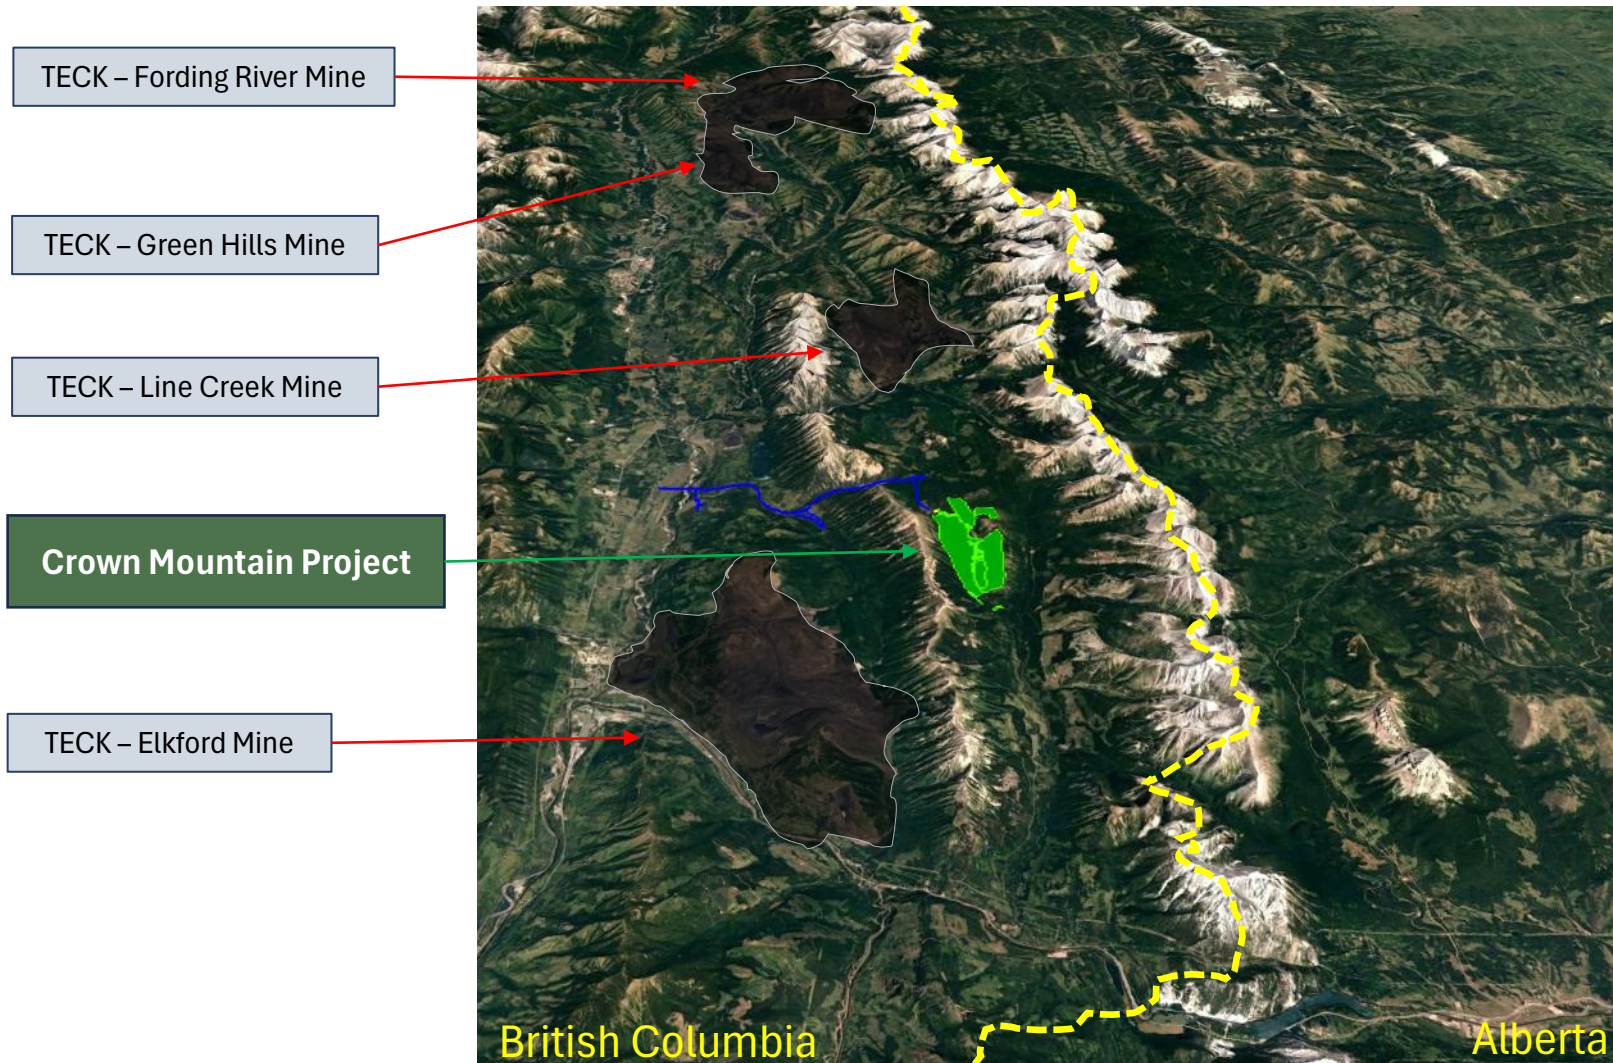 TECK – Fording River Mine
TECK – Green Hills Mine
TECK – Line Creek Mine
Crown Mountain Project
TECK – Elkford Mine
British Columbia
Alberta